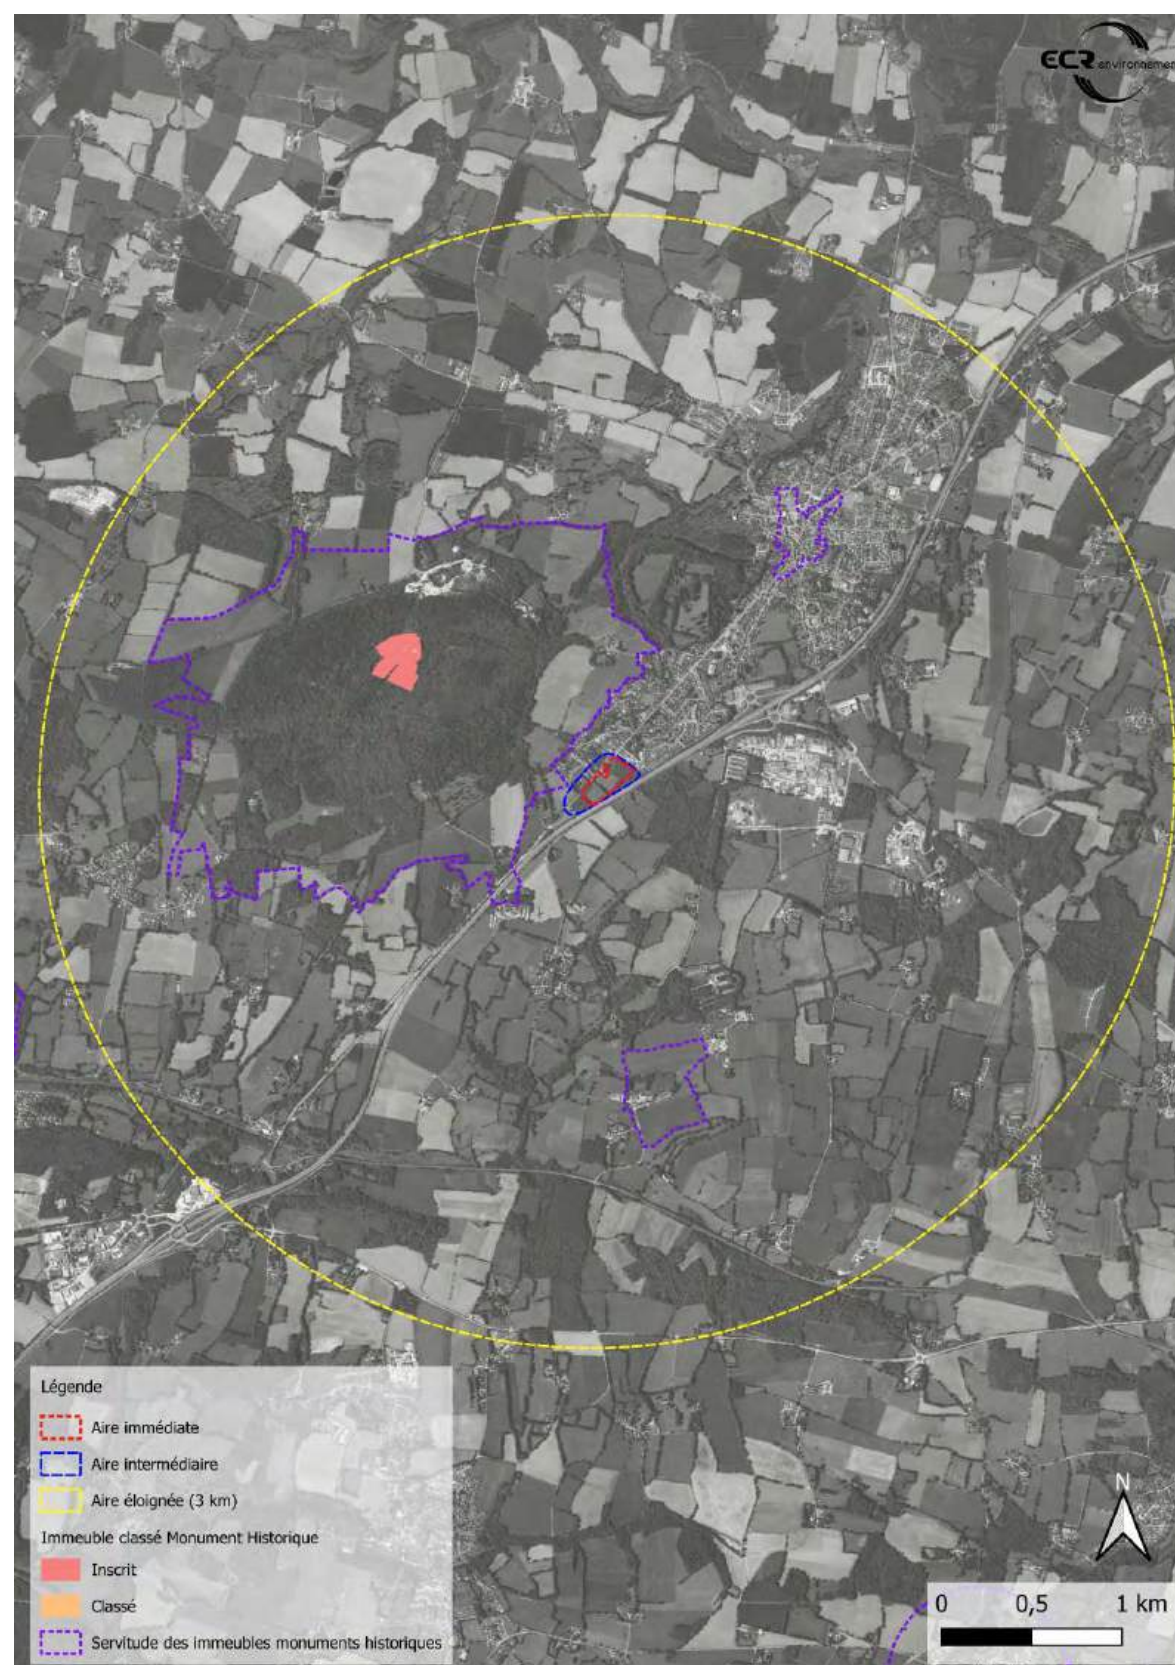 ECR environnement
Légende
Aire immédiate
Aire intermédiaire
Aire éloignée (3 km)
Immeuble classé Monument Historique
Inscrit
Classé
Servitude des immeubles monuments historiques
N
0 0,5 1 km